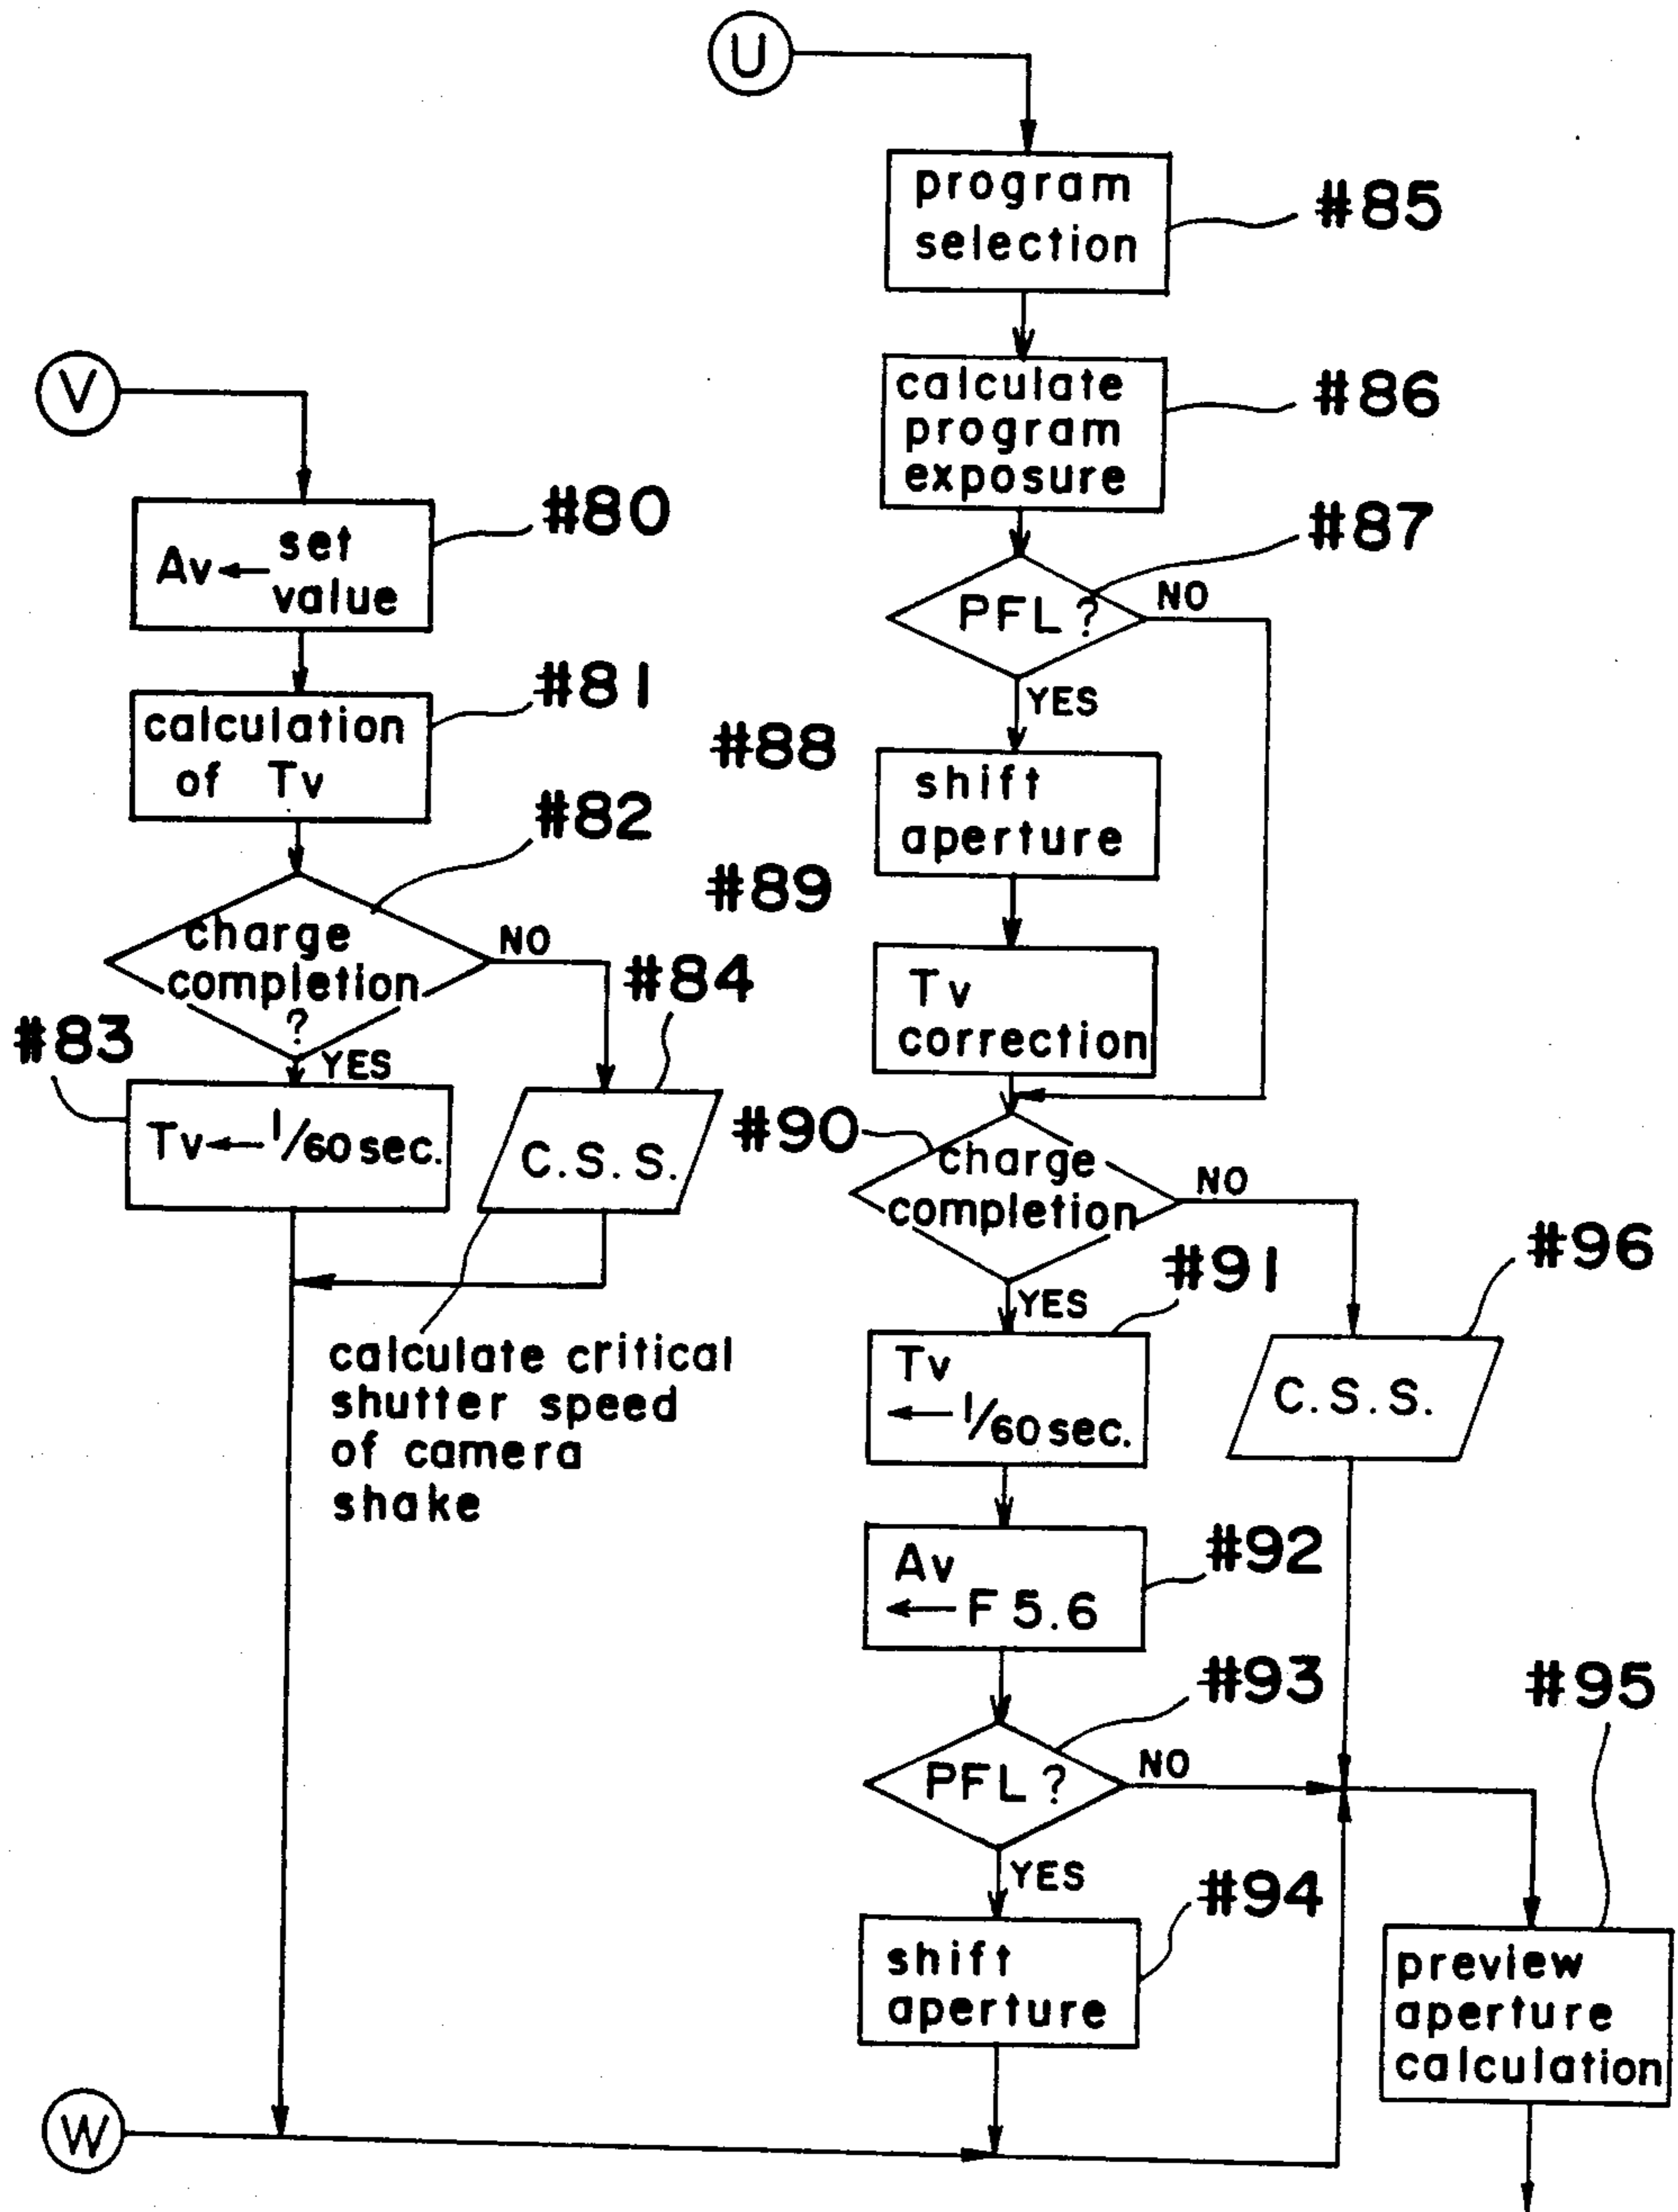 U
program
selection
#85
calculate
program
exposure
#86
PFL ?
#87
NO
YES
#88
shift
aperture
#89
Tv
correction
#90
charge
completion
NO
YES
#91
Tv
← 1/60 sec.
#96
C.S.S.
#92
Av
← F 5.6
#93
PFL ?
NO
YES
#94
shift
aperture
#95
preview
aperture
calculation
V
#80
Av ← set
value
#81
calculation
of Tv
#82
charge
completion
?
NO
YES
#83
Tv ← 1/60 sec.
#84
C.S.S.
calculate critical
shutter speed
of camera
shake
W